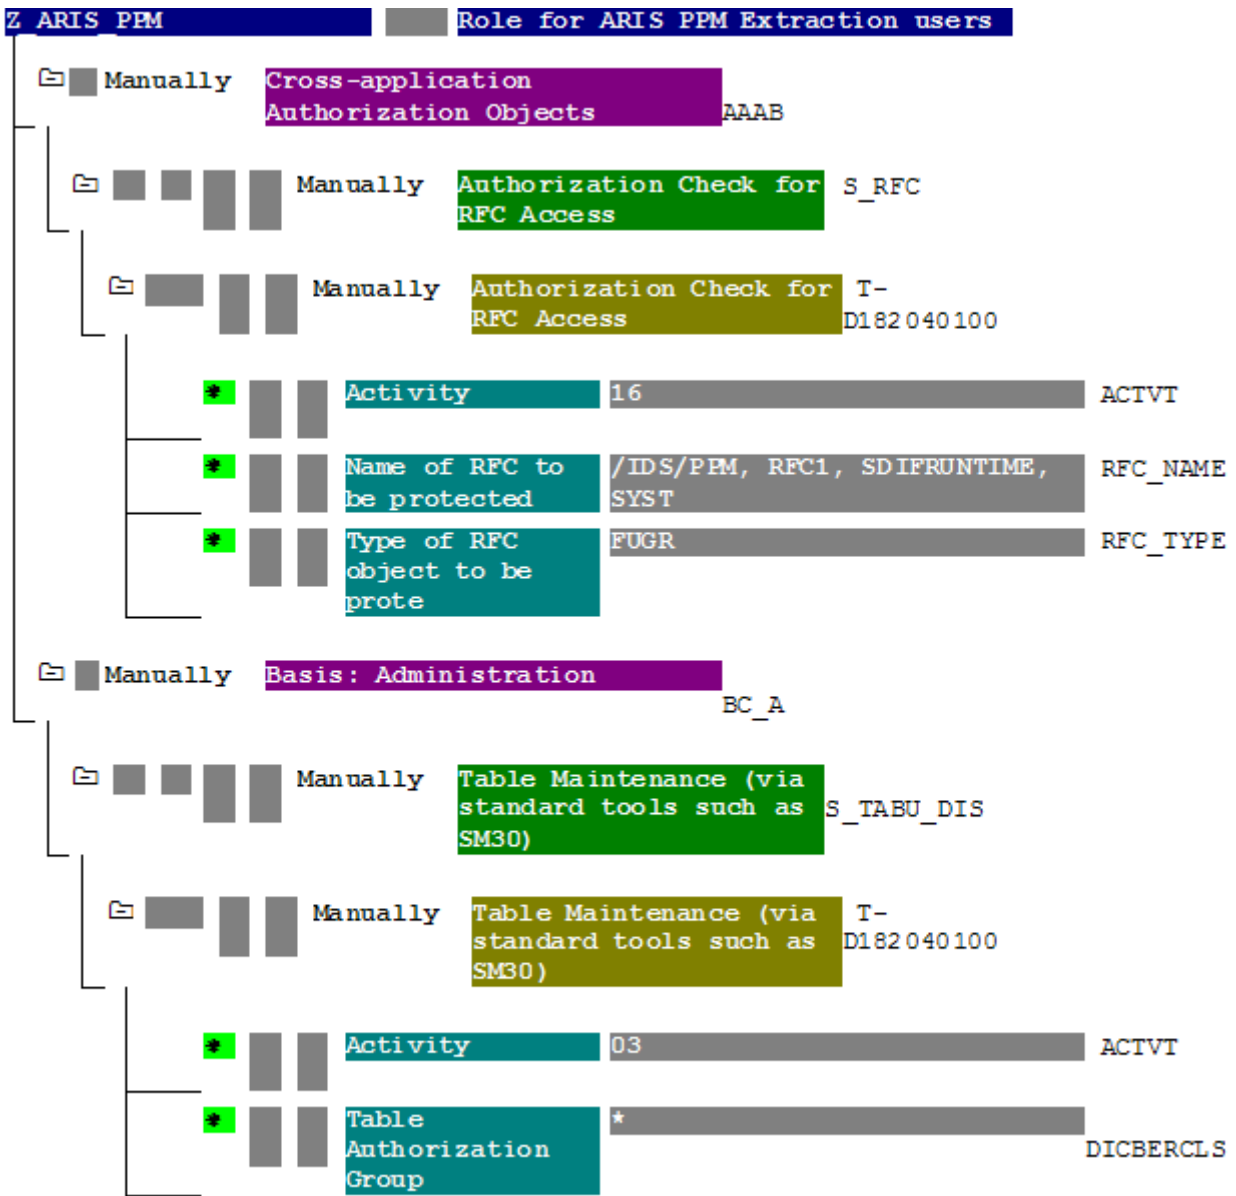 Z_ARIS_PPM Role for ARIS PPM Extraction users
Manually Cross-application
Authorization Objects AAAB
Manually Authorization Check for S_RFC
RFC Access
Manually Authorization Check for T-
RFC Access D182040100
* Activity 16 ACTVT
* Name of RFC to /IDS/PPM, RFC1, SDIFRUNTIME, RFC_NAME
be protected SYST
* Type of RFC FUGR RFC_TYPE
object to be
prote
Manually Basis: Administration
BC_A
Manually Table Maintenance (via
standard tools such as S_TABU_DIS
SM30)
Manually Table Maintenance (via T-
standard tools such as D182040100
SM30)
* Activity 03 ACTVT
* Table *
Authorization DICBERCLS
Group